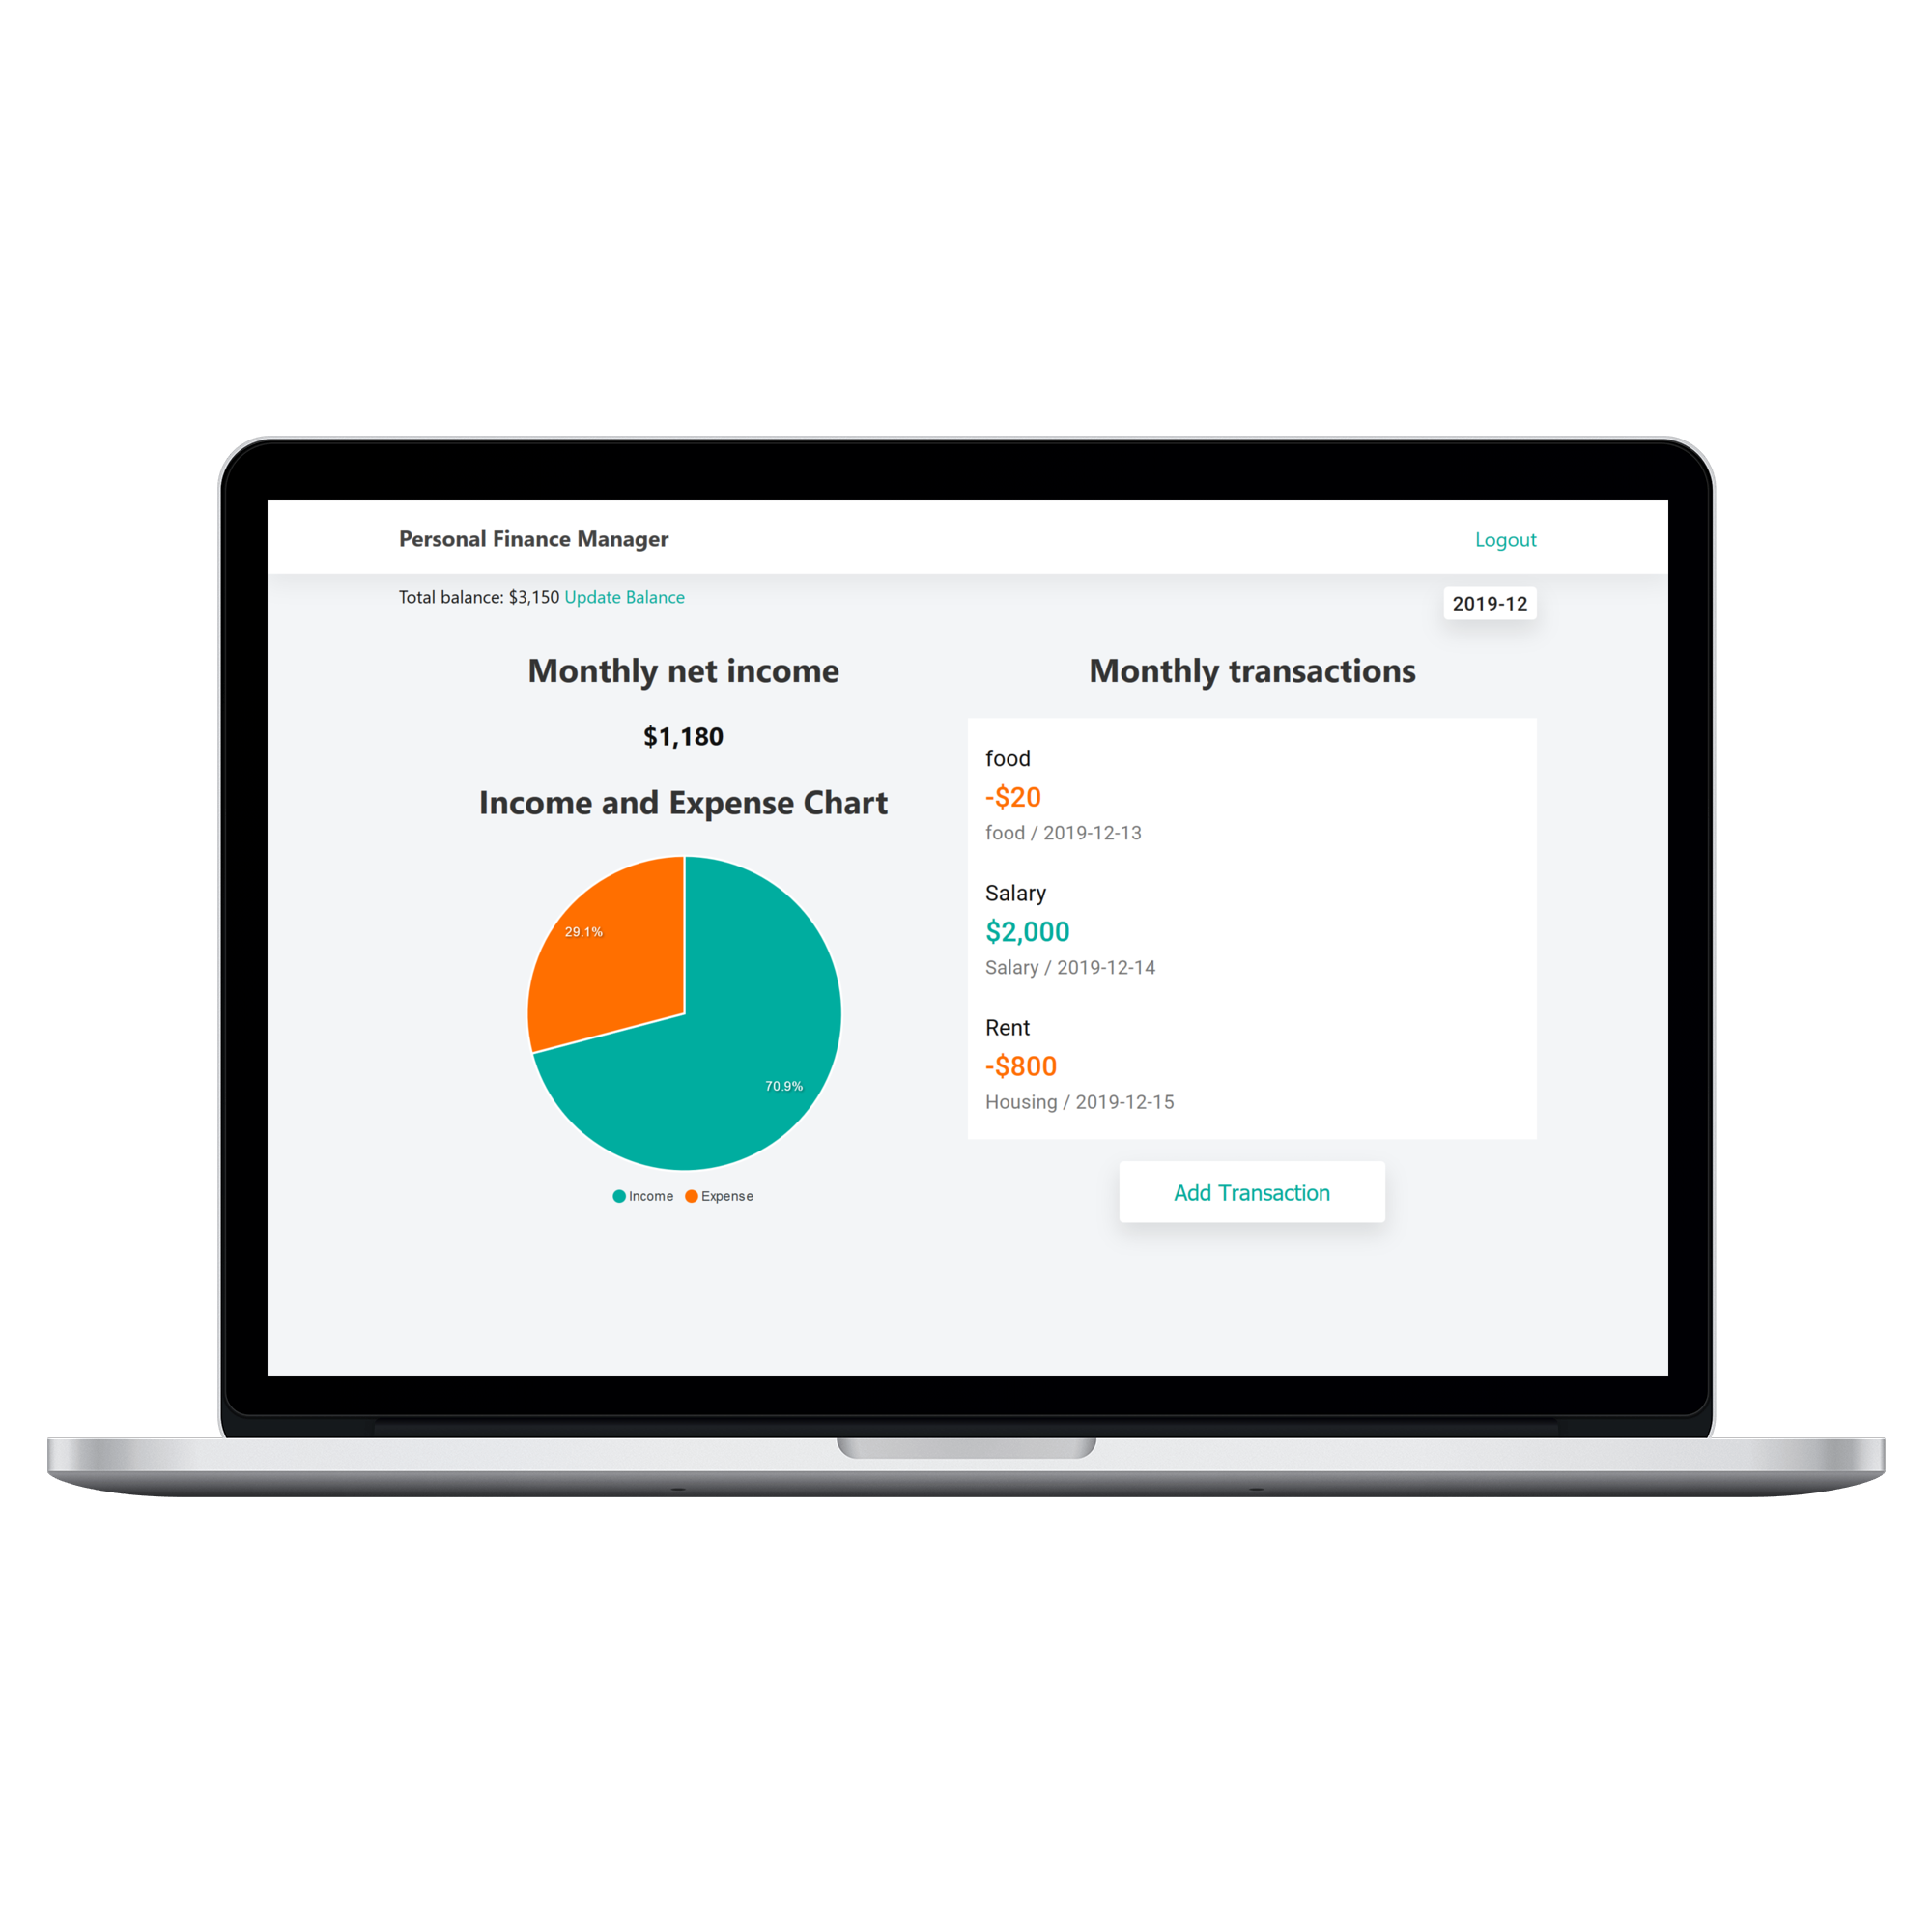 Personal Finance Manager
Logout
Total balance: $3,150 Update Balance
2019-12
Monthly net income
$1,180
Income and Expense Chart
29.1%
70.9%
Income Expense
Monthly transactions
food
-$20
food / 2019-12-13
Salary
$2,000
Salary / 2019-12-14
Rent
-$800
Housing / 2019-12-15
Add Transaction